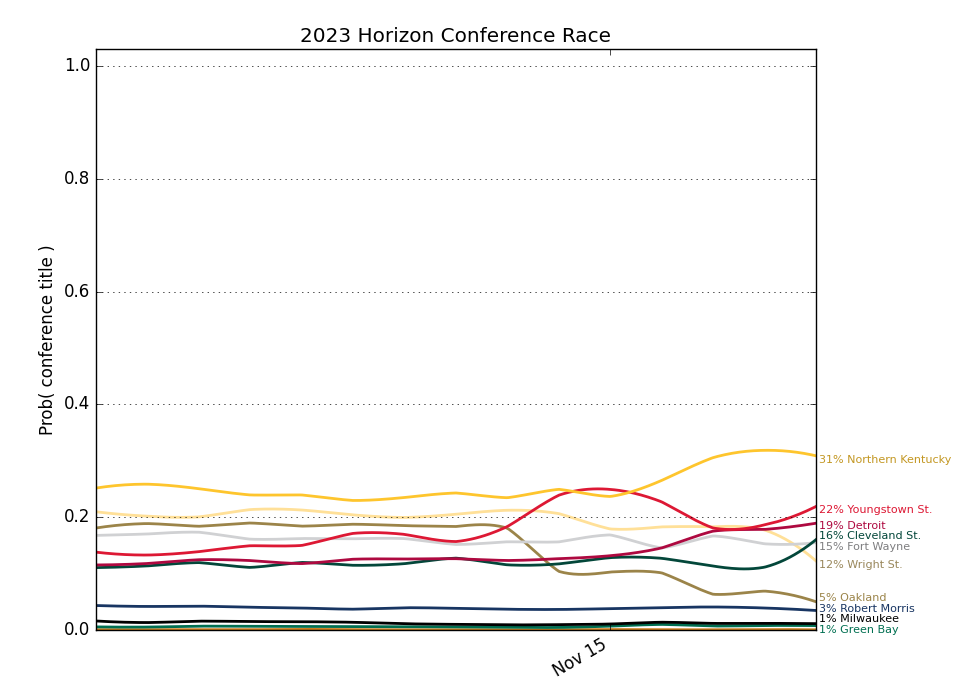 2023 Horizon Conference Race
Prob( conference title )
1.0
0.8
0.6
0.4
0.2
0.0
Nov 15
31% Northern Kentucky
22% Youngstown St.
19% Detroit
16% Cleveland St.
15% Fort Wayne
12% Wright St.
5% Oakland
3% Robert Morris
1% Milwaukee
1% Green Bay